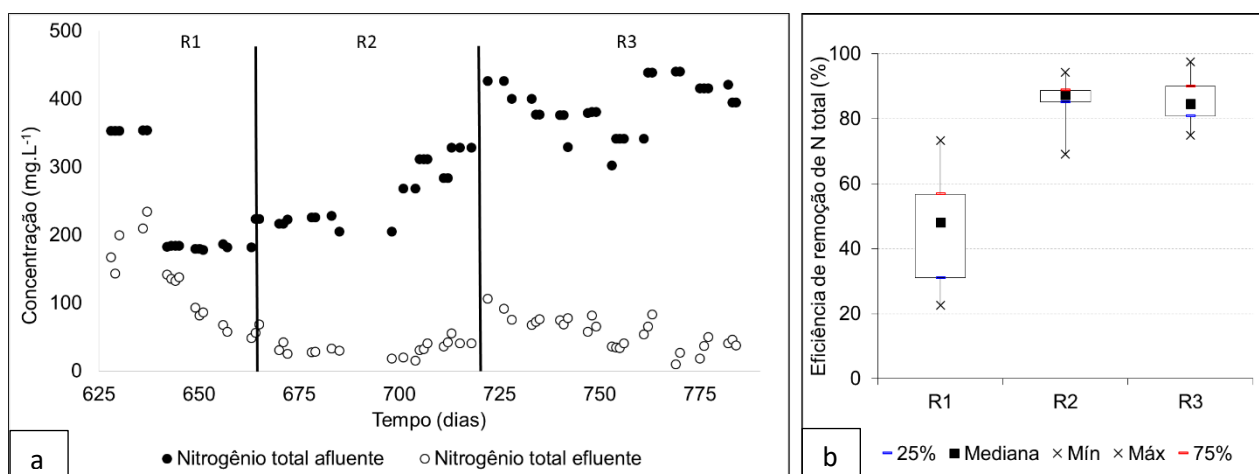 R1 R2 R3
Concentração (mg.L-1)
500
400
300
200
100
0
625 650 675 700 725 750 775
Tempo (dias)
● Nitrogênio total afluente ○ Nitrogênio total efluente
a
Eficiência de remoção de N total (%)
100
80
60
40
20
0
R1 R2 R3
25% Mediana Mín Máx 75%
b